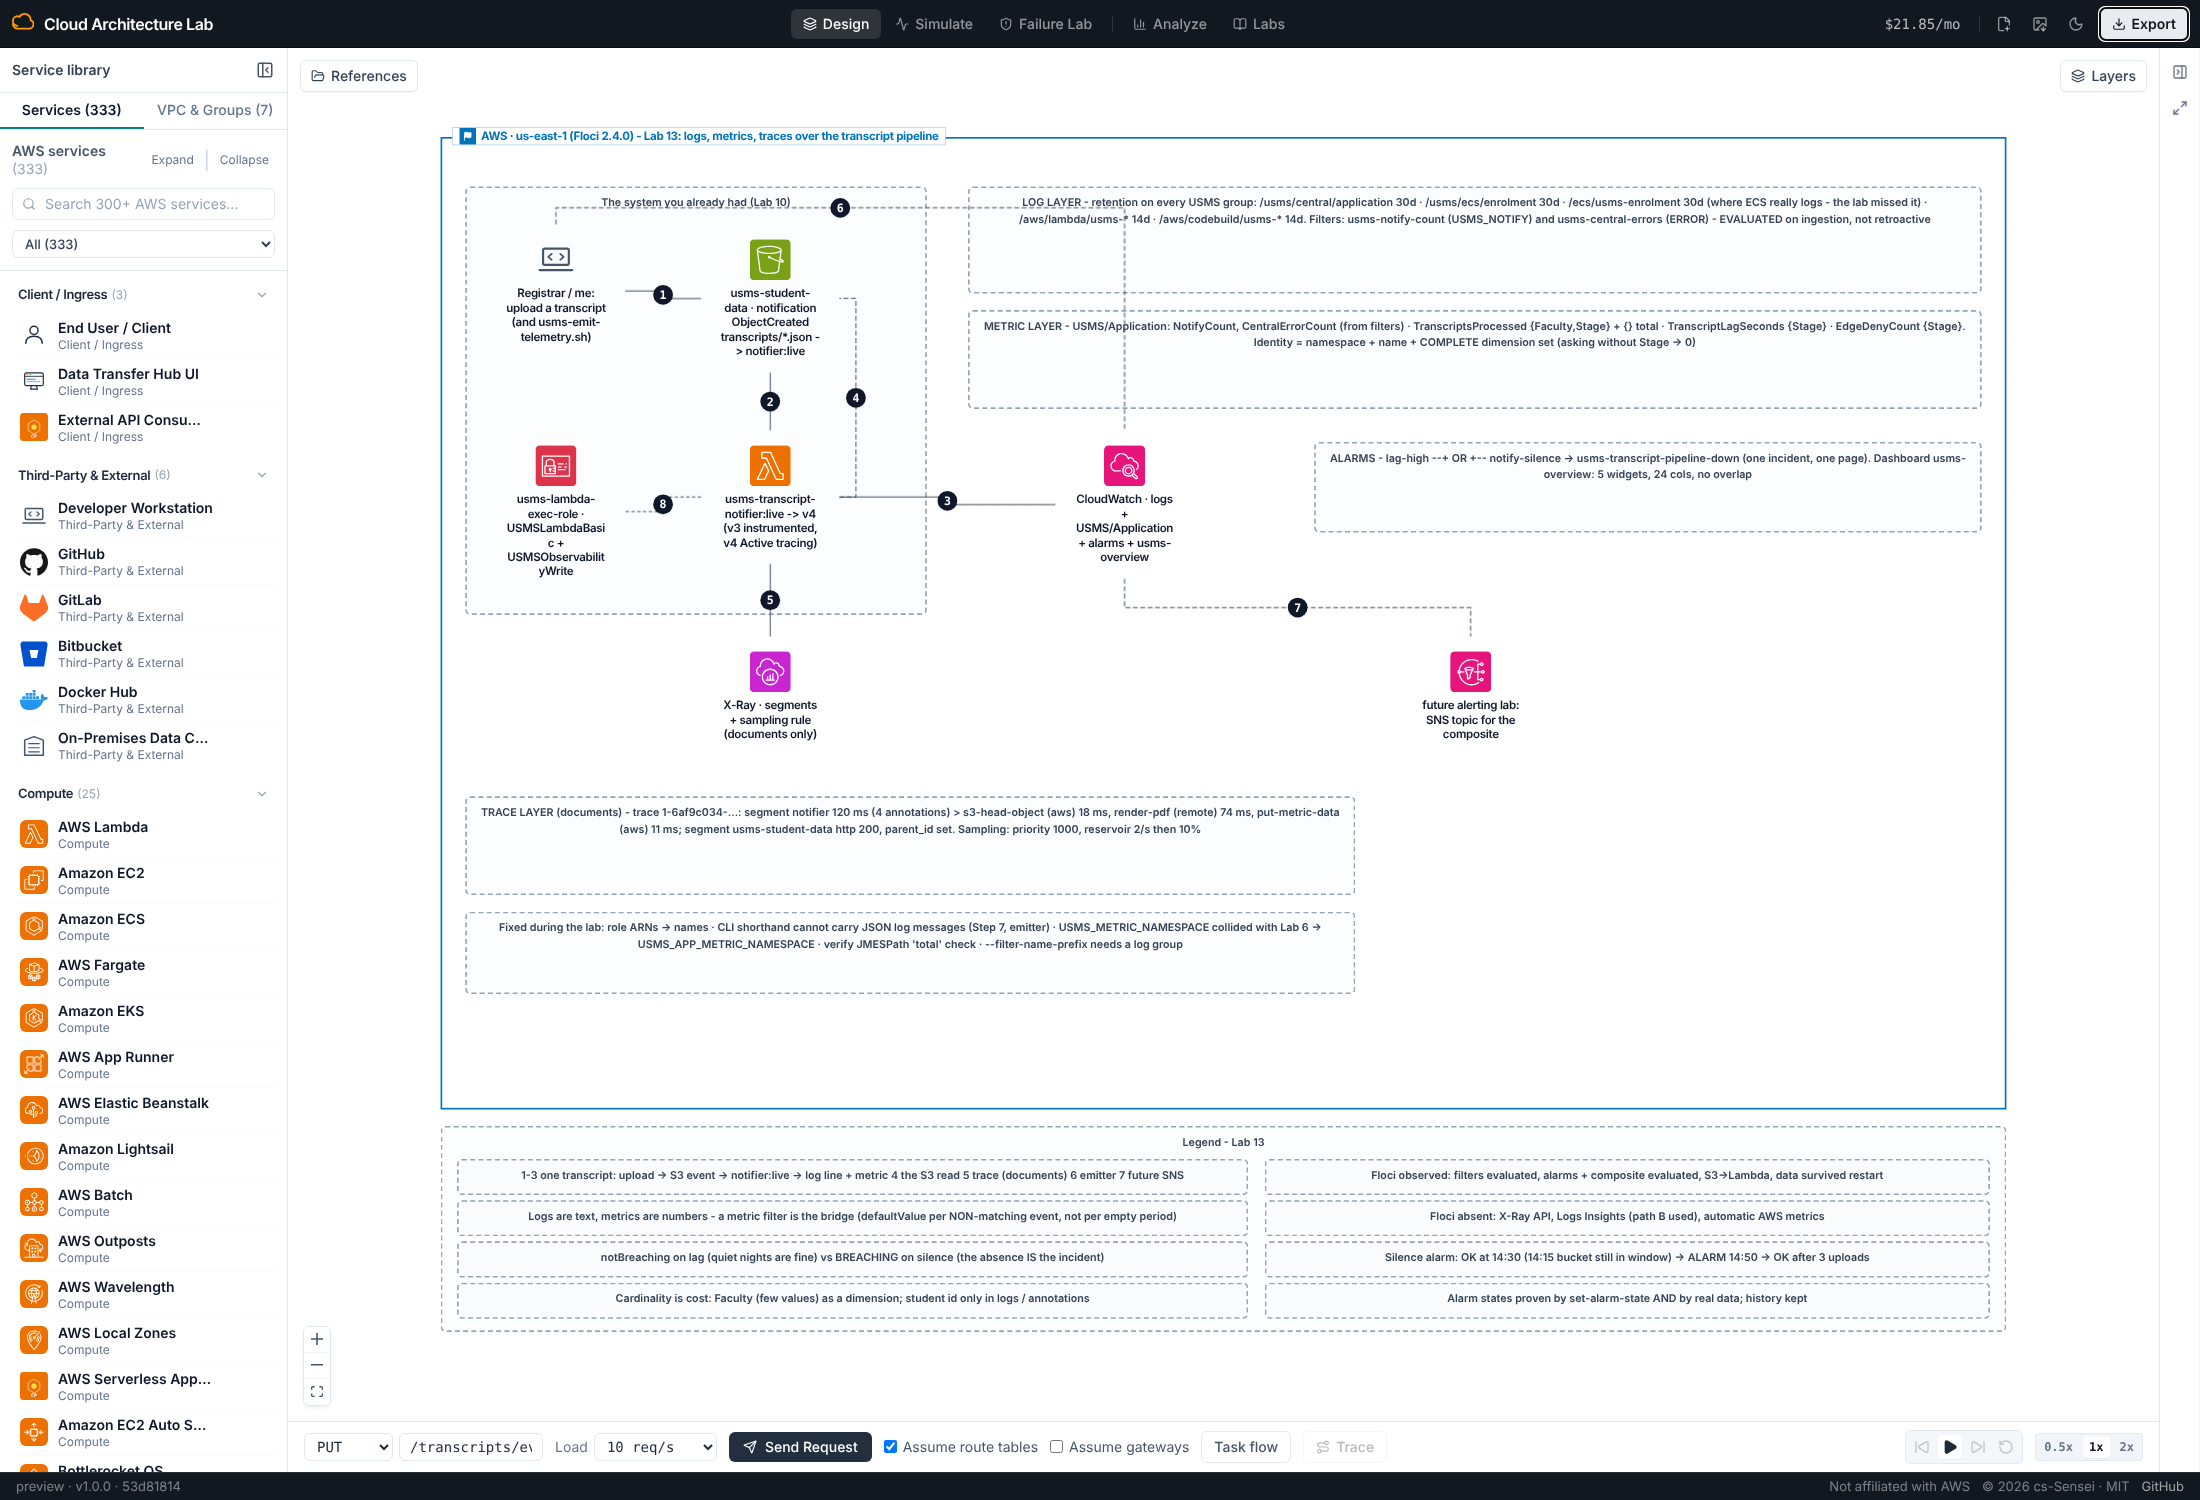 Cloud Architecture Lab
Design
Simulate
Failure Lab
Analyze
Labs
$21.85/mo
Export
Service library
Services (333)
VPC & Groups (7)
AWS services
(333)
Expand
Collapse
Search 300+ AWS services...
All (333)
Client / Ingress (3)
End User / Client
Client / Ingress
Data Transfer Hub UI
Client / Ingress
External API Consu...
Client / Ingress
Third-Party & External (6)
Developer Workstation
Third-Party & External
GitHub
Third-Party & External
GitLab
Third-Party & External
Bitbucket
Third-Party & External
Docker Hub
Third-Party & External
On-Premises Data C...
Third-Party & External
Compute (25)
AWS Lambda
Compute
Amazon EC2
Compute
Amazon ECS
Compute
AWS Fargate
Compute
Amazon EKS
Compute
AWS App Runner
Compute
AWS Elastic Beanstalk
Compute
Amazon Lightsail
Compute
AWS Batch
Compute
AWS Outposts
Compute
AWS Wavelength
Compute
AWS Local Zones
Compute
AWS Serverless App...
Compute
Amazon EC2 Auto S...
Compute
Bottlerocket OS
References
Layers
AWS · us-east-1 (Floci 2.4.0) - Lab 13: logs, metrics, traces over the transcript pipeline
The system you already had (Lab 10)
6
Registrar / me:
upload a transcript
(and usms-emit-
telemetry.sh)
1
usms-student-
data · notification
ObjectCreated
transcripts/*.json -
> notifier:live
2
4
usms-lambda-
exec-role ·
USMSLambdaBasi
c +
USMSObservabilit
yWrite
8
usms-transcript-
notifier:live -> v4
(v3 instrumented,
v4 Active tracing)
3
5
X-Ray · segments
+ sampling rule
(documents only)
LOG LAYER - retention on every USMS group: /usms/central/application 30d · /usms/ecs/enrolment 30d · /ecs/usms-enrolment 30d (where ECS really logs - the lab missed it) ·
/aws/lambda/usms-* 14d · /aws/codebuild/usms-* 14d. Filters: usms-notify-count (USMS_NOTIFY) and usms-central-errors (ERROR) - EVALUATED on ingestion, not retroactive
METRIC LAYER - USMS/Application: NotifyCount, CentralErrorCount (from filters) · TranscriptsProcessed {Faculty,Stage} + {} total · TranscriptLagSeconds {Stage} · EdgeDenyCount {Stage}.
Identity = namespace + name + COMPLETE dimension set (asking without Stage → 0)
CloudWatch · logs
+
USMS/Application
+ alarms + usms-
overview
ALARMS - lag-high --+ OR +-- notify-silence → usms-transcript-pipeline-down (one incident, one page). Dashboard usms-
overview: 5 widgets, 24 cols, no overlap
7
future alerting lab:
SNS topic for the
composite
TRACE LAYER (documents) - trace 1-6af9c034-...: segment notifier 120 ms (4 annotations) > s3-head-object (aws) 18 ms, render-pdf (remote) 74 ms, put-metric-data
(aws) 11 ms; segment usms-student-data http 200, parent_id set. Sampling: priority 1000, reservoir 2/s then 10%
Fixed during the lab: role ARNs → names · CLI shorthand cannot carry JSON log messages (Step 7, emitter) · USMS_METRIC_NAMESPACE collided with Lab 6 →
USMS_APP_METRIC_NAMESPACE · verify JMESPath 'total' check · --filter-name-prefix needs a log group
Legend - Lab 13
1-3 one transcript: upload → S3 event → notifier:live → log line + metric 4 the S3 read 5 trace (documents) 6 emitter 7 future SNS
Floci observed: filters evaluated, alarms + composite evaluated, S3→Lambda, data survived restart
Logs are text, metrics are numbers - a metric filter is the bridge (defaultValue per NON-matching event, not per empty period)
Floci absent: X-Ray API, Logs Insights (path B used), automatic AWS metrics
notBreaching on lag (quiet nights are fine) vs BREACHING on silence (the absence IS the incident)
Silence alarm: OK at 14:30 (14:15 bucket still in window) → ALARM 14:50 → OK after 3 uploads
Cardinality is cost: Faculty (few values) as a dimension; student id only in logs / annotations
Alarm states proven by set-alarm-state AND by real data; history kept
PUT
/transcripts/ev
Load
10 req/s
Send Request
Assume route tables
Assume gateways
Task flow
Trace
0.5x
1x
2x
preview · v1.0.0 · 53d81814
Not affiliated with AWS
© 2026 cs-Sensei · MIT
GitHub